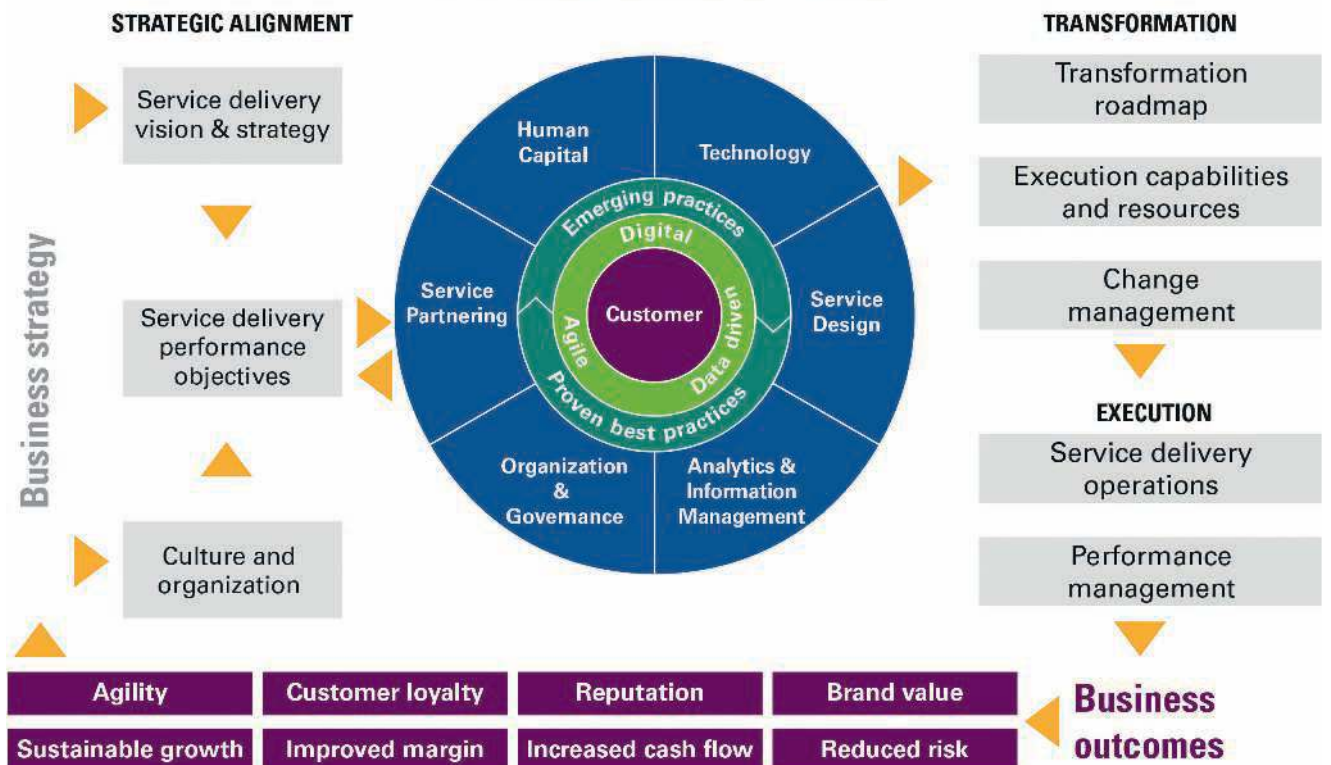 STRATEGIC ALIGNMENT
Business strategy
Service delivery
vision & strategy
Service delivery
performance
objectives
Culture and
organization
Human
Capital
Technology
Service
Partnering
Service
Design
Organization
&
Governance
Analytics &
Information
Management
Emerging practices
Proven best practices
Digital
Agile
Data driven
Customer
TRANSFORMATION
Transformation
roadmap
Execution capabilities
and resources
Change
management
EXECUTION
Service delivery
operations
Performance
management
Business
outcomes
Agility
Customer loyalty
Reputation
Brand value
Sustainable growth
Improved margin
Increased cash flow
Reduced risk